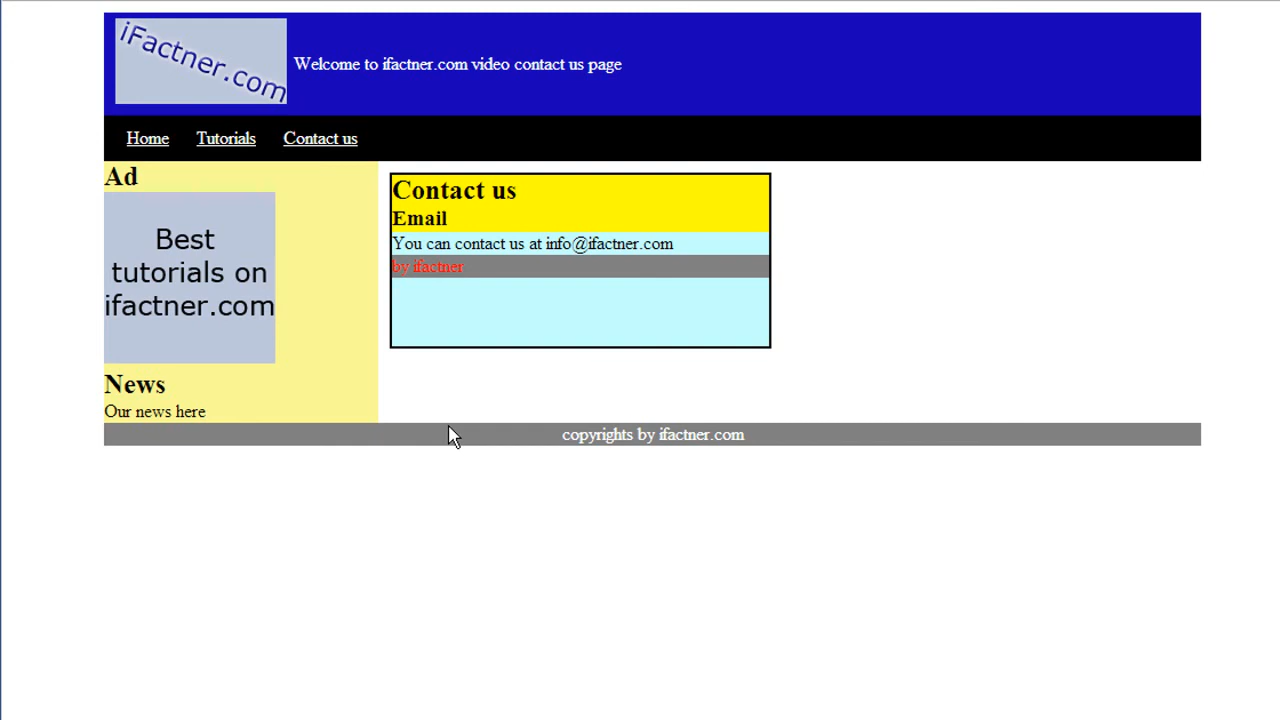 iFactner.com
Welcome to ifactner.com video contact us page
Home Tutorials Contact us
Ad
Best
tutorials on
ifactner.com
News
Our news here
Contact us
Email
You can contact us at info@ifactner.com
by ifactner
copyrights by ifactner.com